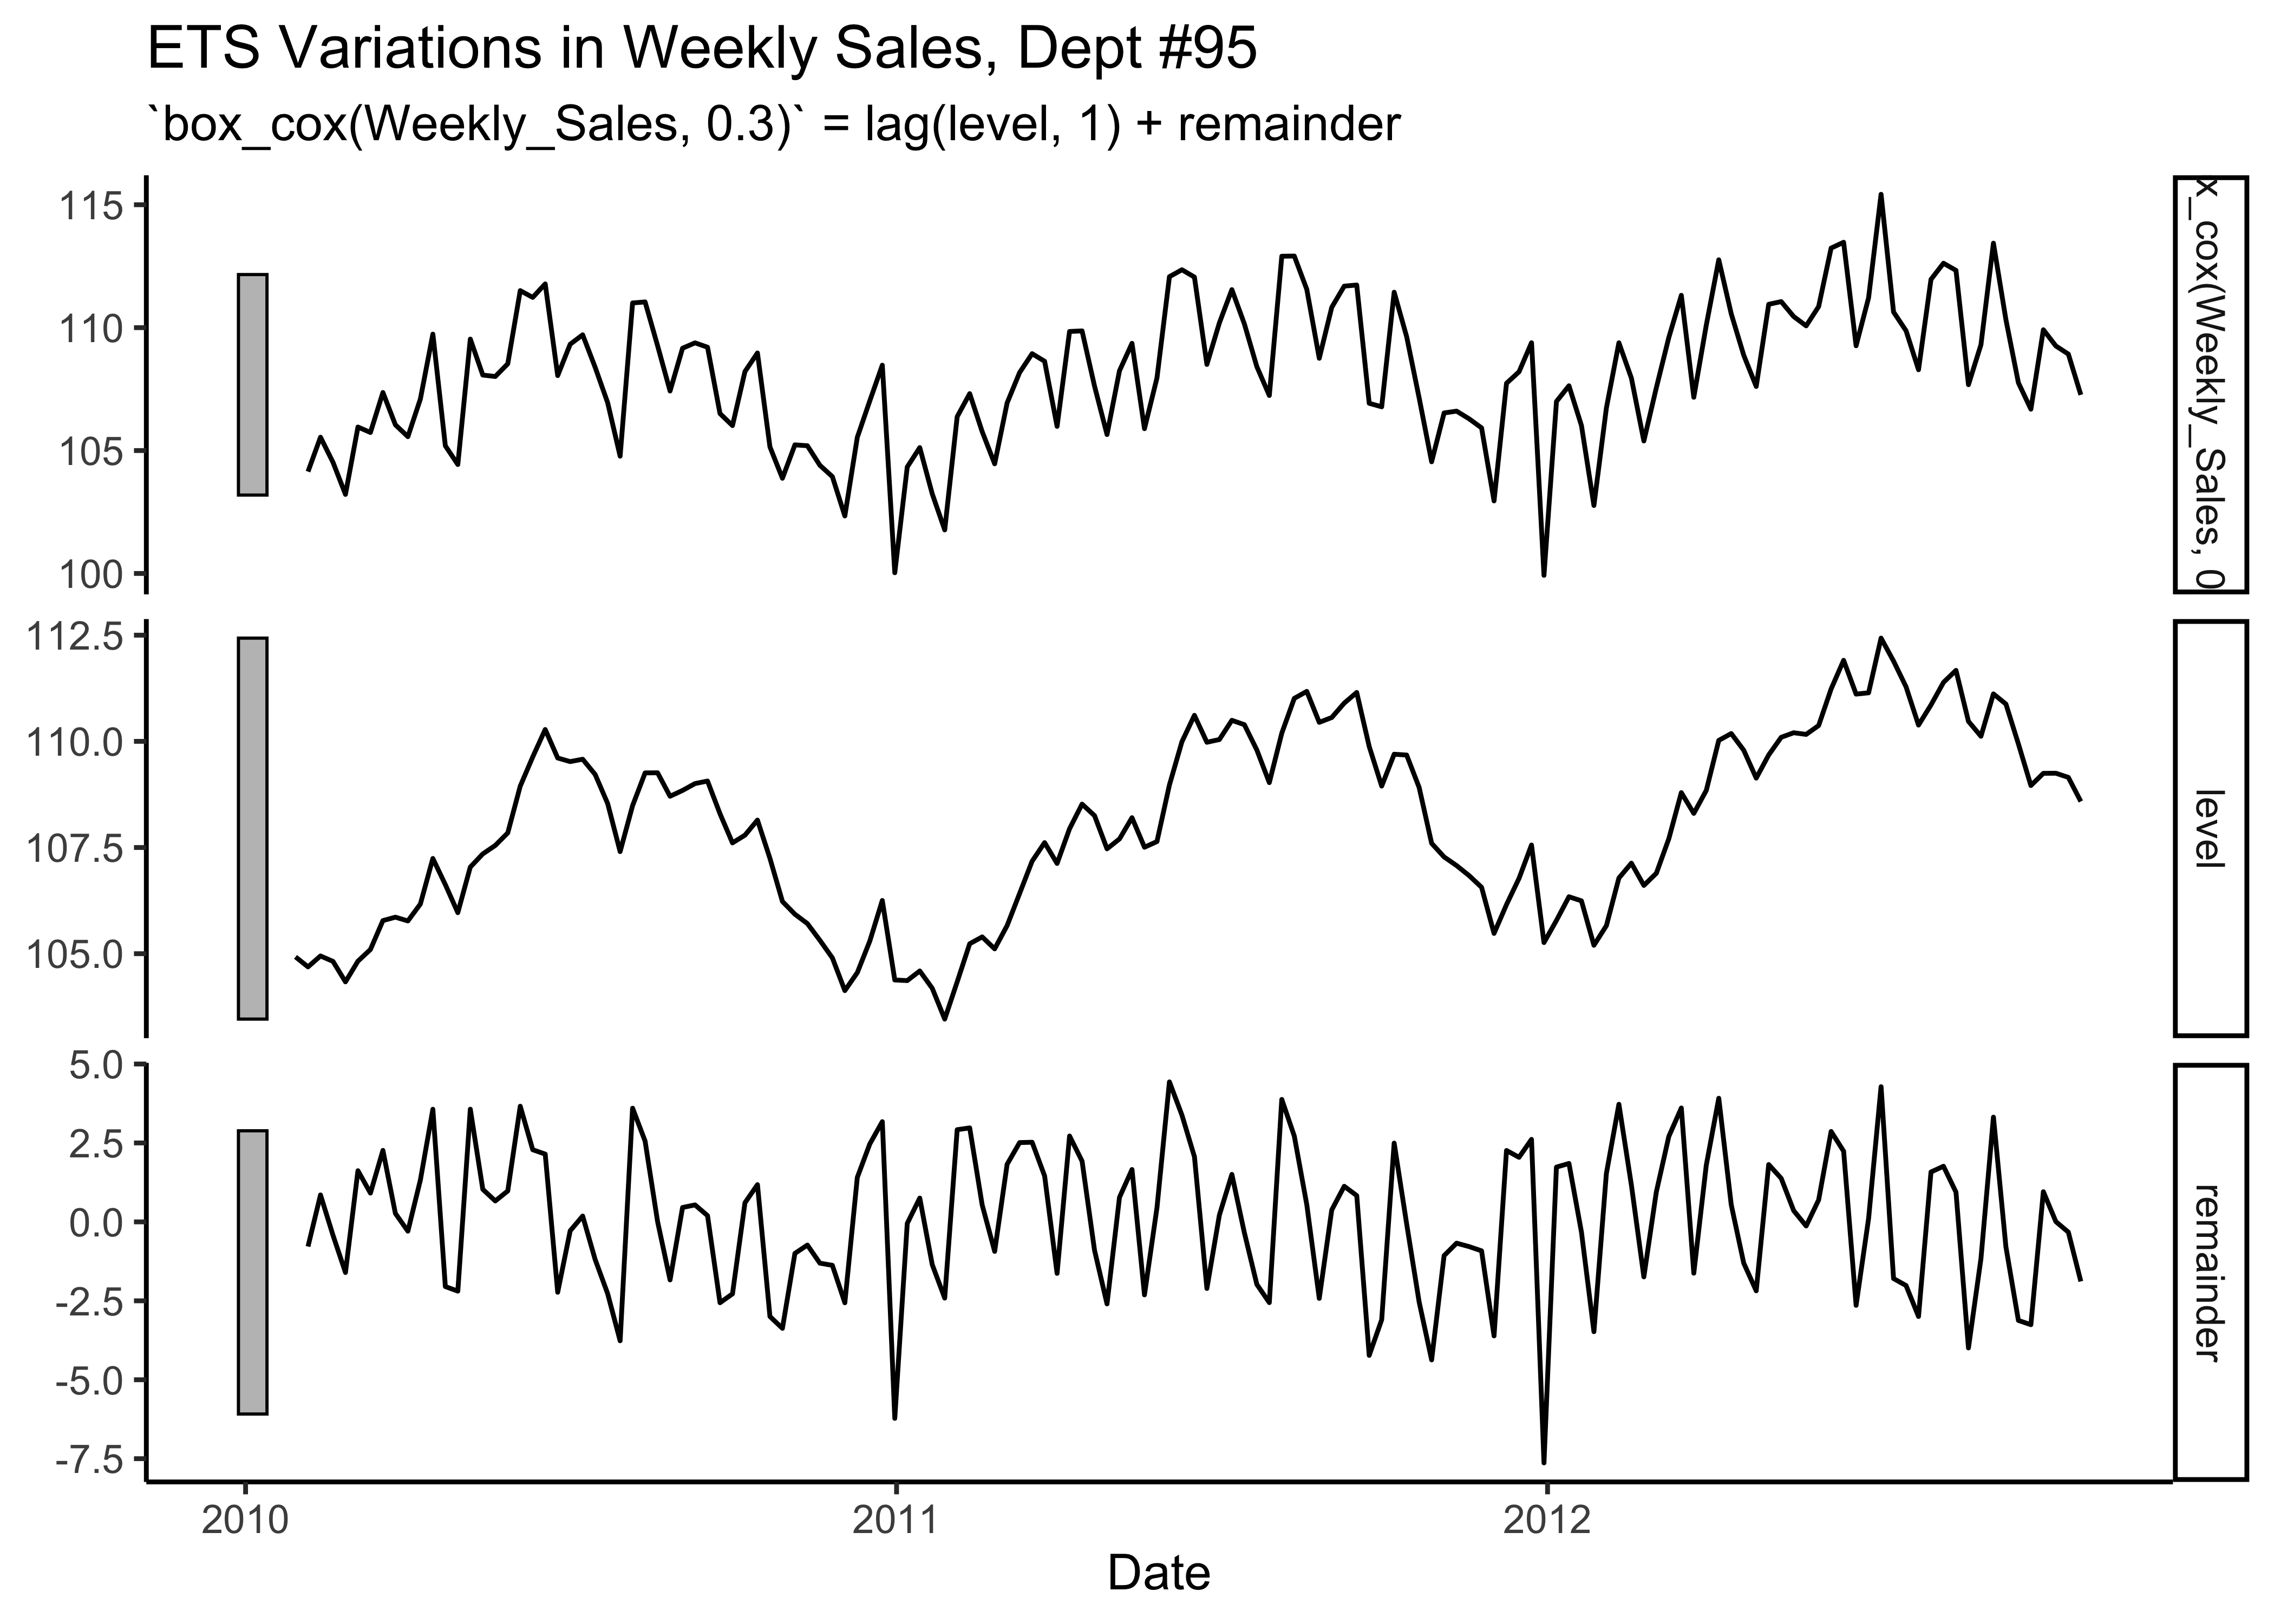 ETS Variations in Weekly Sales, Dept #95
`box_cox(Weekly_Sales, 0.3)` = lag(level, 1) + remainder
115
110
105
100
x_cox(Weekly_Sales, 0
112.5
110.0
107.5
105.0
level
5.0
2.5
0.0
-2.5
-5.0
-7.5
remainder
2010 2011 2012
Date